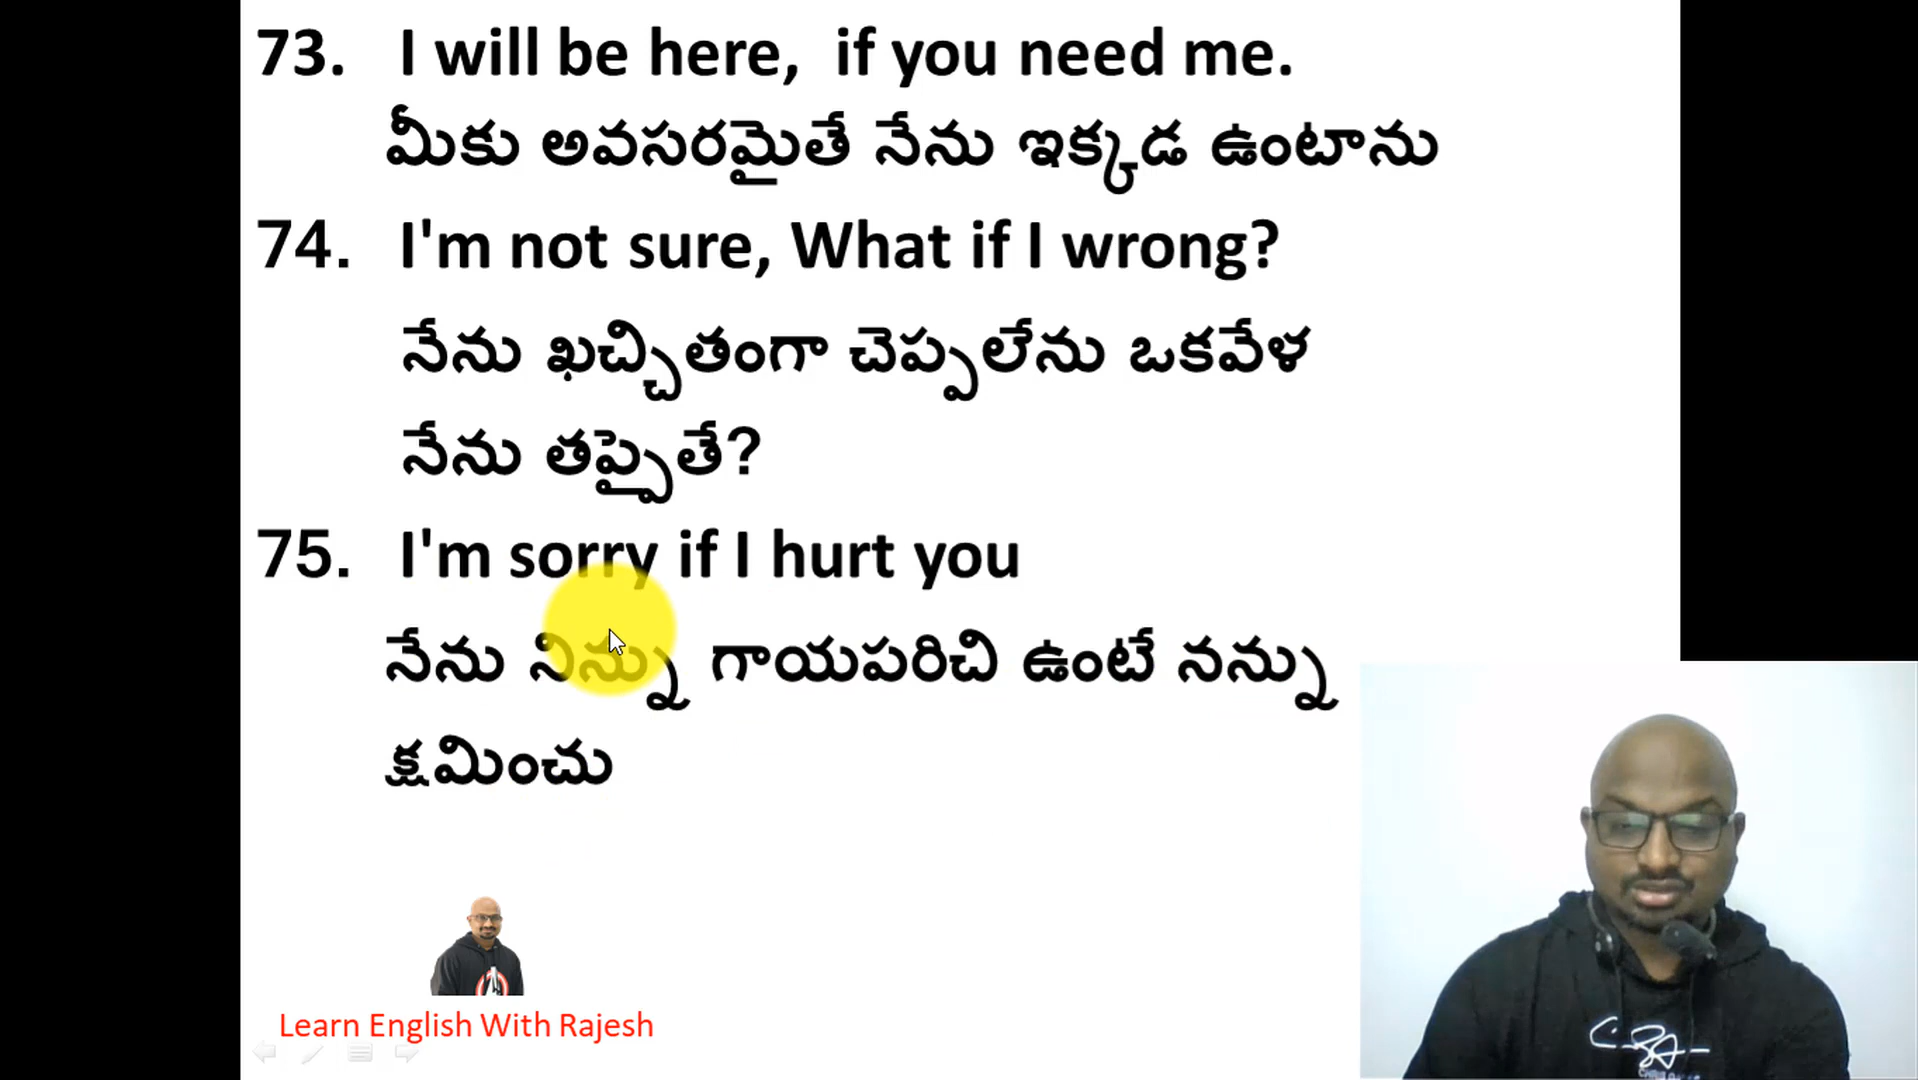 73. I will be here, if you need me.
మీకు అవసరమైతే నేను ఇక్కడ ఉంటాను
74. I'm not sure, What if I wrong?
నేను ఖచ్చితంగా చెప్పలేను ఒకవేళ
నేను తప్పైతే?
75. I'm sorry if I hurt you
నేను నిన్ను గాయపరిచి ఉంటే నన్ను
క్షమించు
Learn English With Rajesh